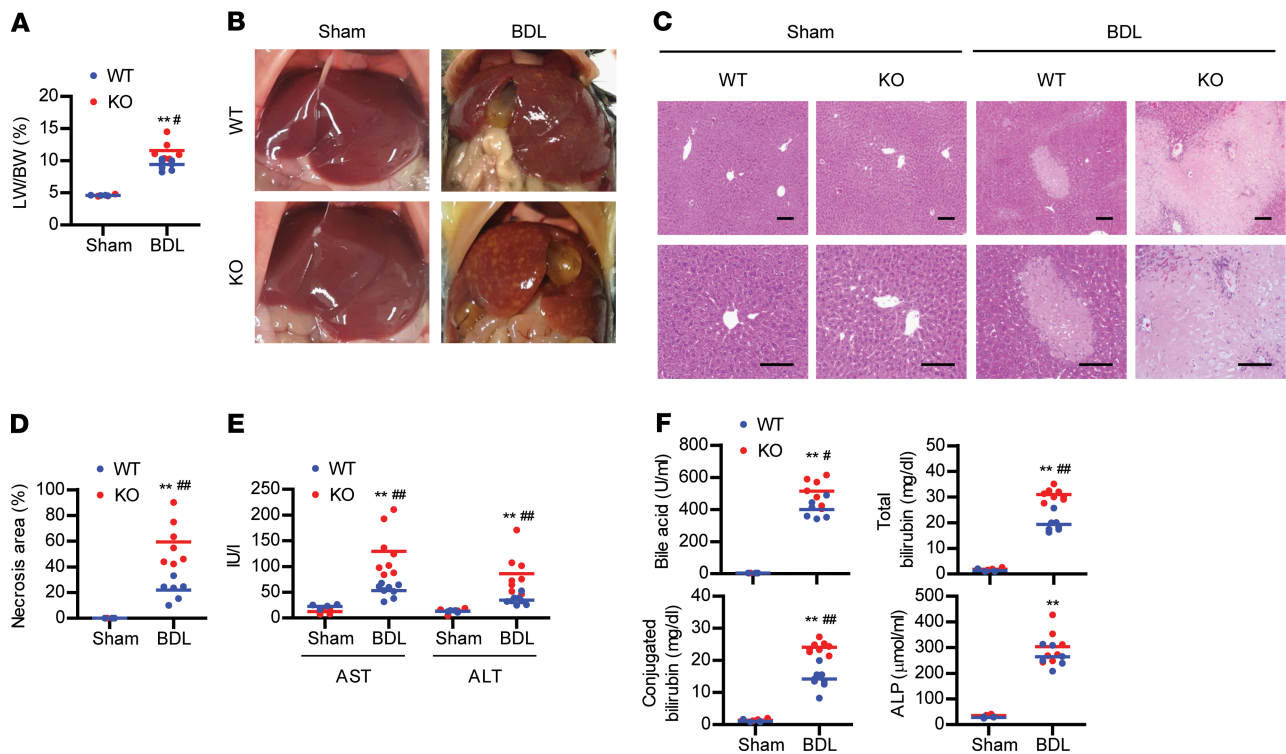 A
WT
KO
LW/BW (%)
20
15
10
5
0
** #
Sham
BDL
B
Sham
BDL
WT
KO
C
Sham
BDL
WT
KO
WT
KO
D
WT
KO
Necrosis area (%)
100
80
60
40
20
0
** ##
Sham
BDL
E
WT
KO
IU/l
250
200
150
100
50
0
** ##
** ##
Sham
BDL
Sham
BDL
AST
ALT
F
WT
KO
Bile acid (U/ml)
800
600
400
200
0
** #
Total
bilirubin (mg/dl)
50
40
30
20
10
0
** ##
Conjugated
bilirubin (mg/dl)
40
30
20
10
0
** ##
Sham
BDL
ALP (μmol/ml)
500
400
300
200
100
0
**
Sham
BDL